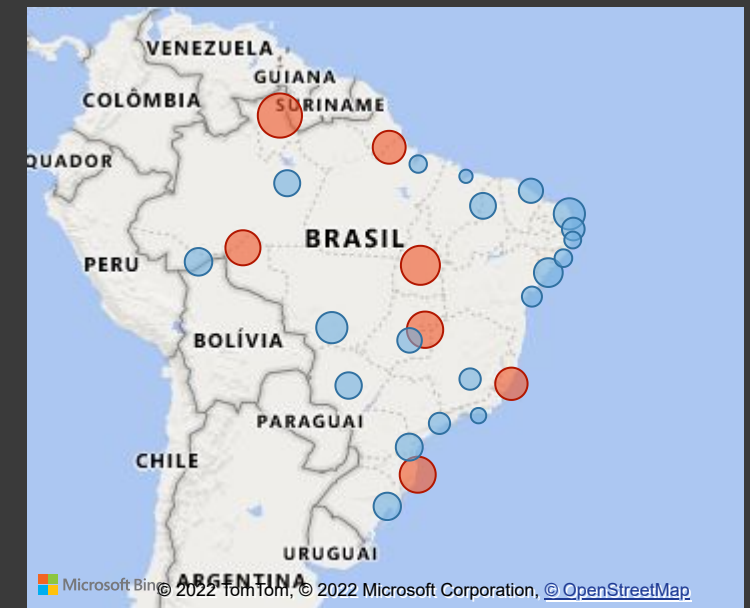 VENEZUELA
GUIANA
COLÔMBIA
SURINAME
QUADOR
BRASIL
PERU
BOLÍVIA
PARAGUAI
CHILE
URUGUAI
ARGENTINA
Microsoft Bing
© 2022 TomTom, © 2022 Microsoft Corporation, © OpenStreetMap